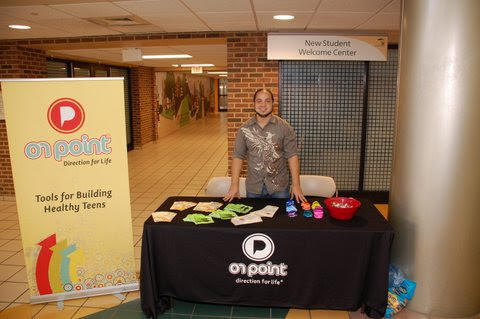 New Student
Welcome Center
on point
Direction for Life
Tools for Building
Healthy Teens
on point
direction for life